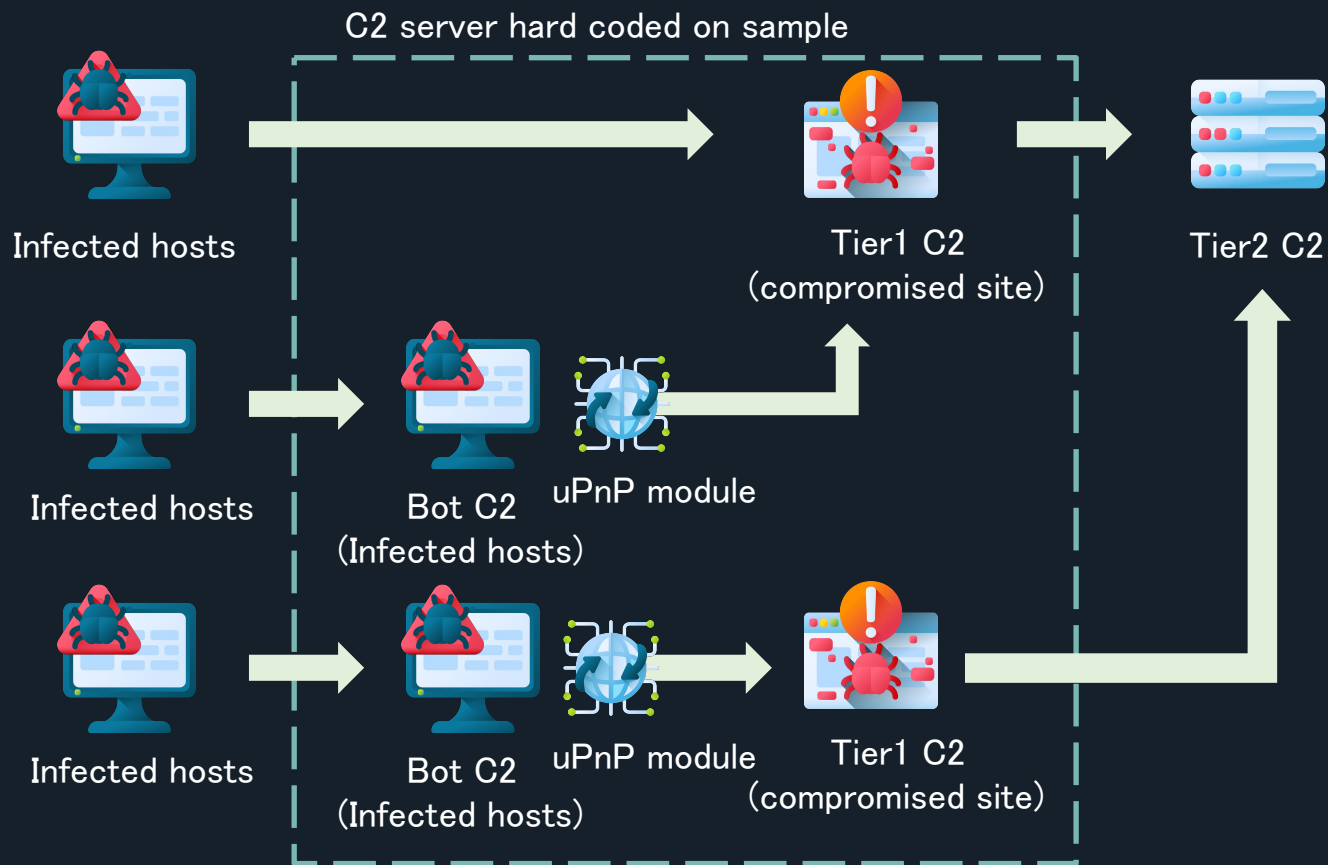 C2 server hard coded on sample
Infected hosts
Tier1 C2
(compromised site)
Tier2 C2
Infected hosts
Bot C2
(Infected hosts)
uPnP module
Infected hosts
Bot C2
(Infected hosts)
uPnP module
Tier1 C2
(compromised site)